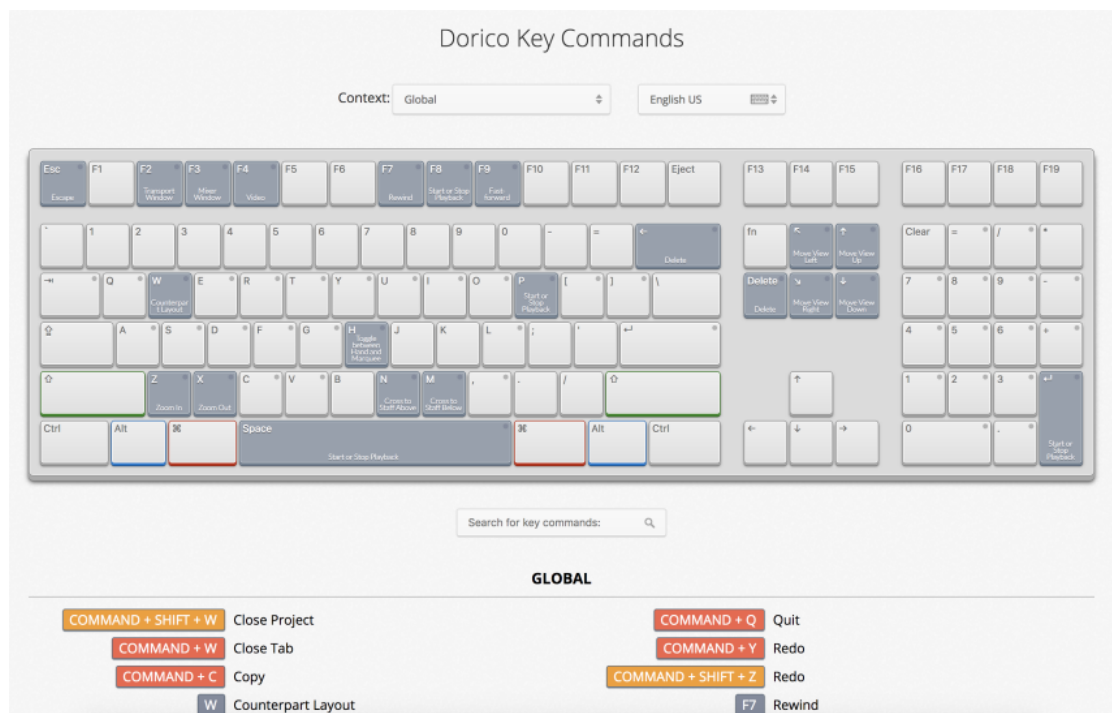 Dorico Key Commands
Context: Global English US
Esc F1 F2 F3 F4 F5 F6 F7 F8 F9 F10 F11 F12 Eject F13 F14 F15 F16 F17 F18 F19
Escape Transport Window Mixer Window Video Rewind Start or Stop Playback Fast-forward
` 1 2 3 4 5 6 7 8 9 0 - = ← fn ↖ ↑ Clear = / *
Delete Move View Left Move View Up
⇥ Q W E R T Y U I O P [ ] \ Delete ↘ ↓ 7 8 9 -
Counterpart Layout Start or Stop Playback Delete Move View Right Move View Down
⇪ A S D F G H J K L ; ' ↵ 4 5 6 +
Toggle between Hand and Marquee
⇧ Z X C V B N M , . / ⇧ ↑ 1 2 3 ↵
Zoom In Zoom Out Cross to Staff Above Cross to Staff Below
Ctrl Alt ⌘ Space ⌘ Alt Ctrl ← ↓ → 0 .
Start or Stop Playback Start or Stop Playback
Search for key commands:
GLOBAL
COMMAND + SHIFT + W Close Project
COMMAND + W Close Tab
COMMAND + C Copy
W Counterpart Layout
COMMAND + Q Quit
COMMAND + Y Redo
COMMAND + SHIFT + Z Redo
F7 Rewind